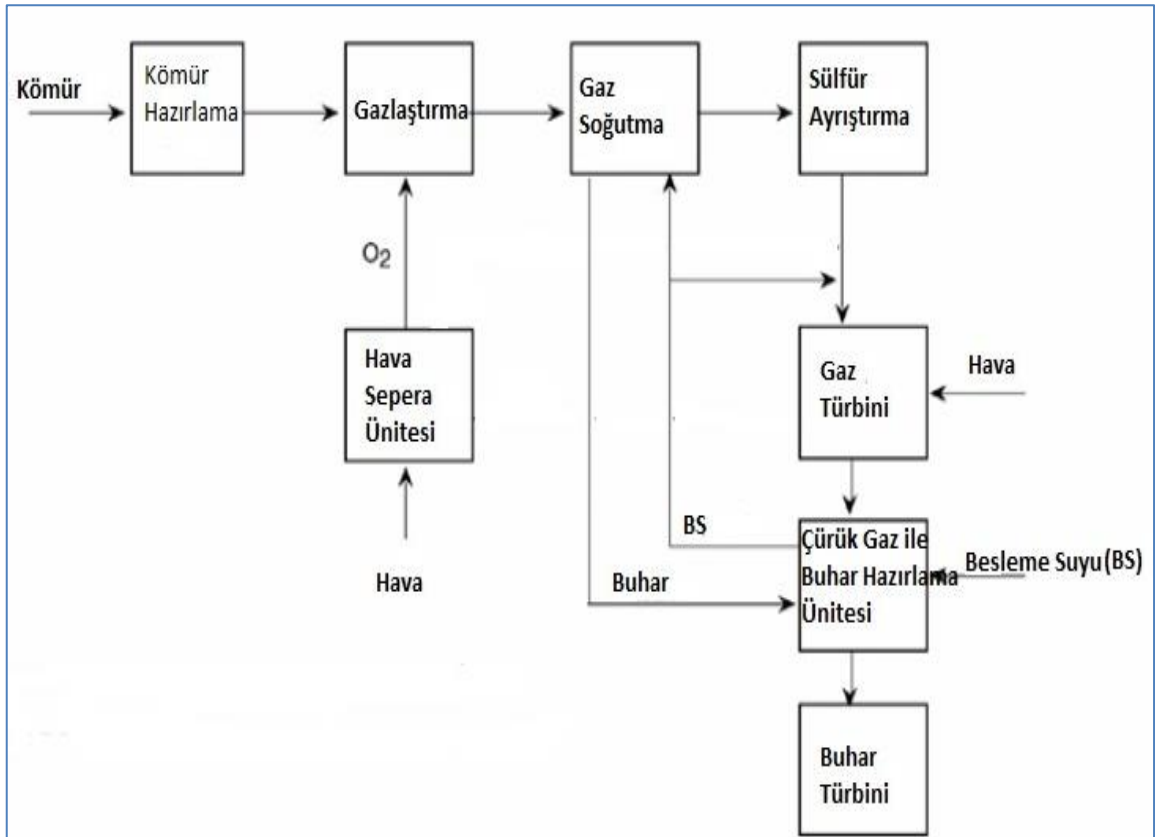 Kömür
Kömür
Hazırlama
Gazlaştırma
Gaz
Soğutma
Sülfür
Ayrıştırma
O2
Hava
Sepera
Ünitesi
Hava
Gaz
Türbini
Hava
BS
Buhar
Çürük Gaz ile
Buhar Hazırlama
Ünitesi
Besleme Suyu(BS)
Buhar
Türbini